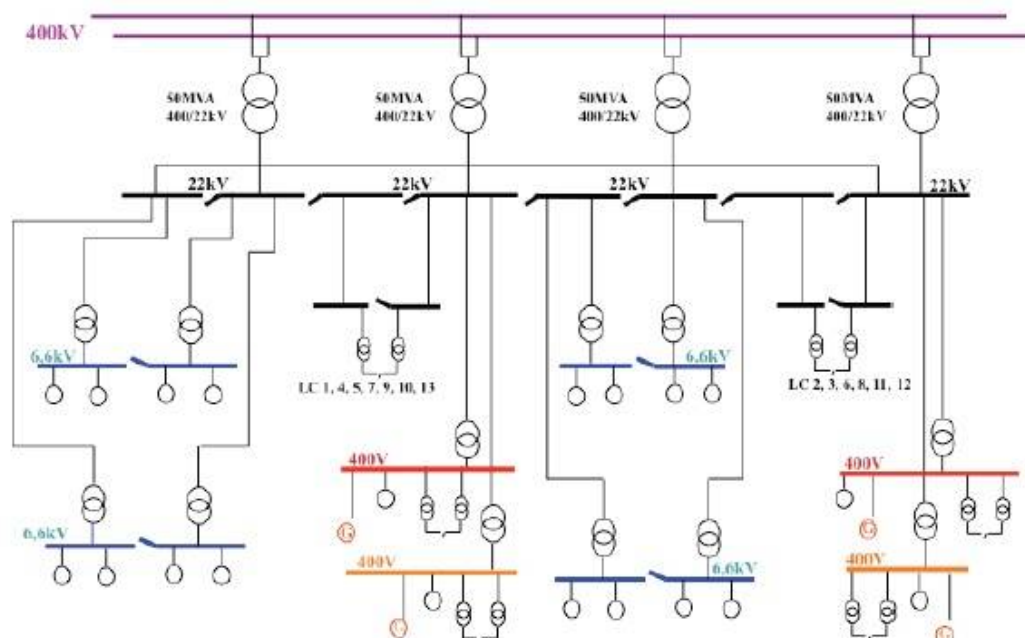 400kV
50MVA
400/22kV
50MVA
400/22kV
50MVA
400/22kV
50MVA
400/22kV
22kV
22kV
22kV
22kV
6,6kV
6,6kV
LC 1, 4, 5, 7, 9, 10, 13
LC 2, 3, 6, 8, 11, 12
400V
400V
G
G
6,6kV
400V
6,6kV
400V
G
G